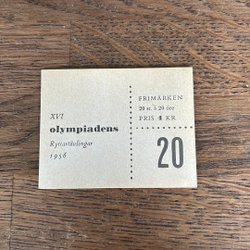 XVI
olympiadens
Ryttartävlingar
1956
FRIMÄRKEN
20 st. à 20 öre
PRIS 4 KR
20